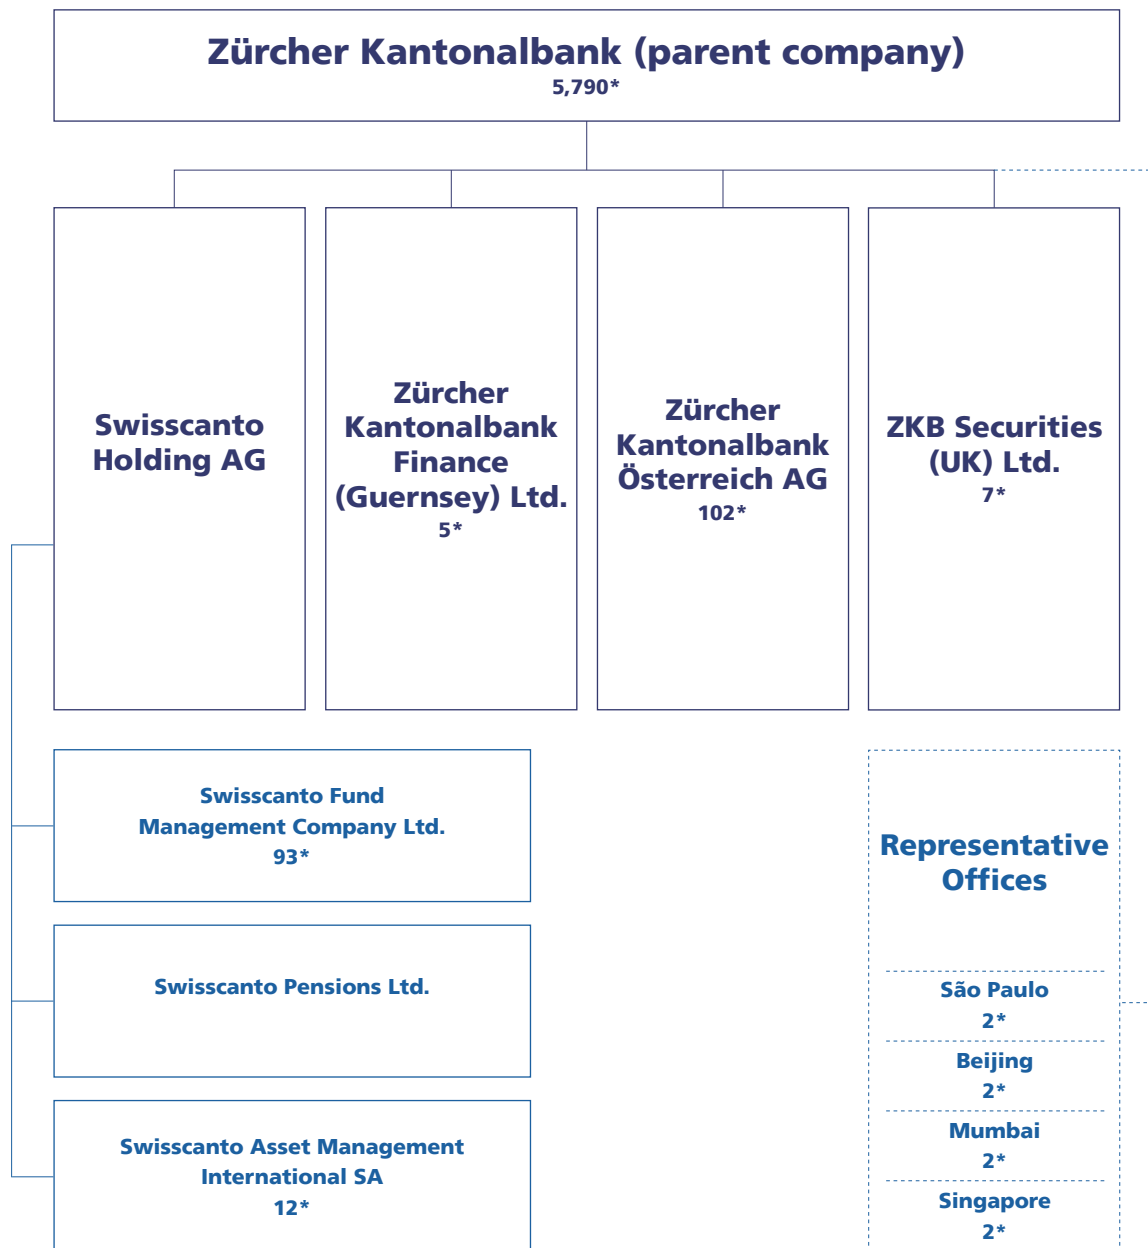 Zürcher Kantonalbank (parent company)
5,790*
Swisscanto
Holding AG
Zürcher
Kantonalbank
Finance
(Guernsey) Ltd.
5*
Zürcher
Kantonalbank
Österreich AG
102*
ZKB Securities
(UK) Ltd.
7*
Swisscanto Fund
Management Company Ltd.
93*
Swisscanto Pensions Ltd.
Swisscanto Asset Management
International SA
12*
Representative
Offices
São Paulo
2*
Beijing
2*
Mumbai
2*
Singapore
2*